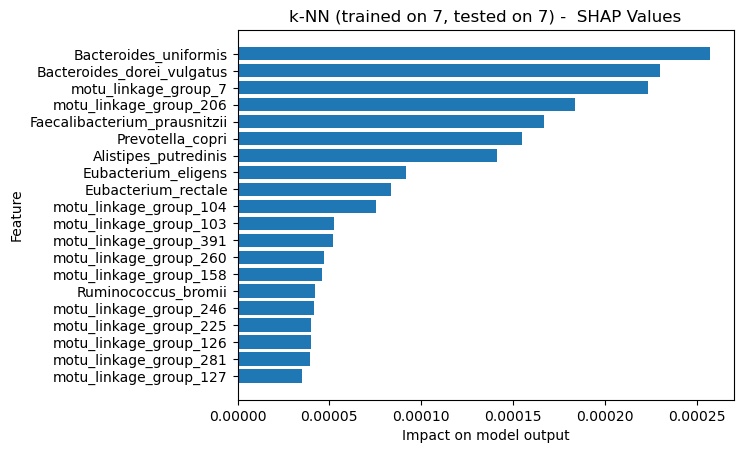 k-NN (trained on 7, tested on 7) -  SHAP Values
Feature
Bacteroides_uniformis
Bacteroides_dorei_vulgatus
motu_linkage_group_7
motu_linkage_group_206
Faecalibacterium_prausnitzii
Prevotella_copri
Alistipes_putredinis
Eubacterium_eligens
Eubacterium_rectale
motu_linkage_group_104
motu_linkage_group_103
motu_linkage_group_391
motu_linkage_group_260
motu_linkage_group_158
Ruminococcus_bromii
motu_linkage_group_246
motu_linkage_group_225
motu_linkage_group_126
motu_linkage_group_281
motu_linkage_group_127
0.00000 0.00005 0.00010 0.00015 0.00020 0.00025
Impact on model output